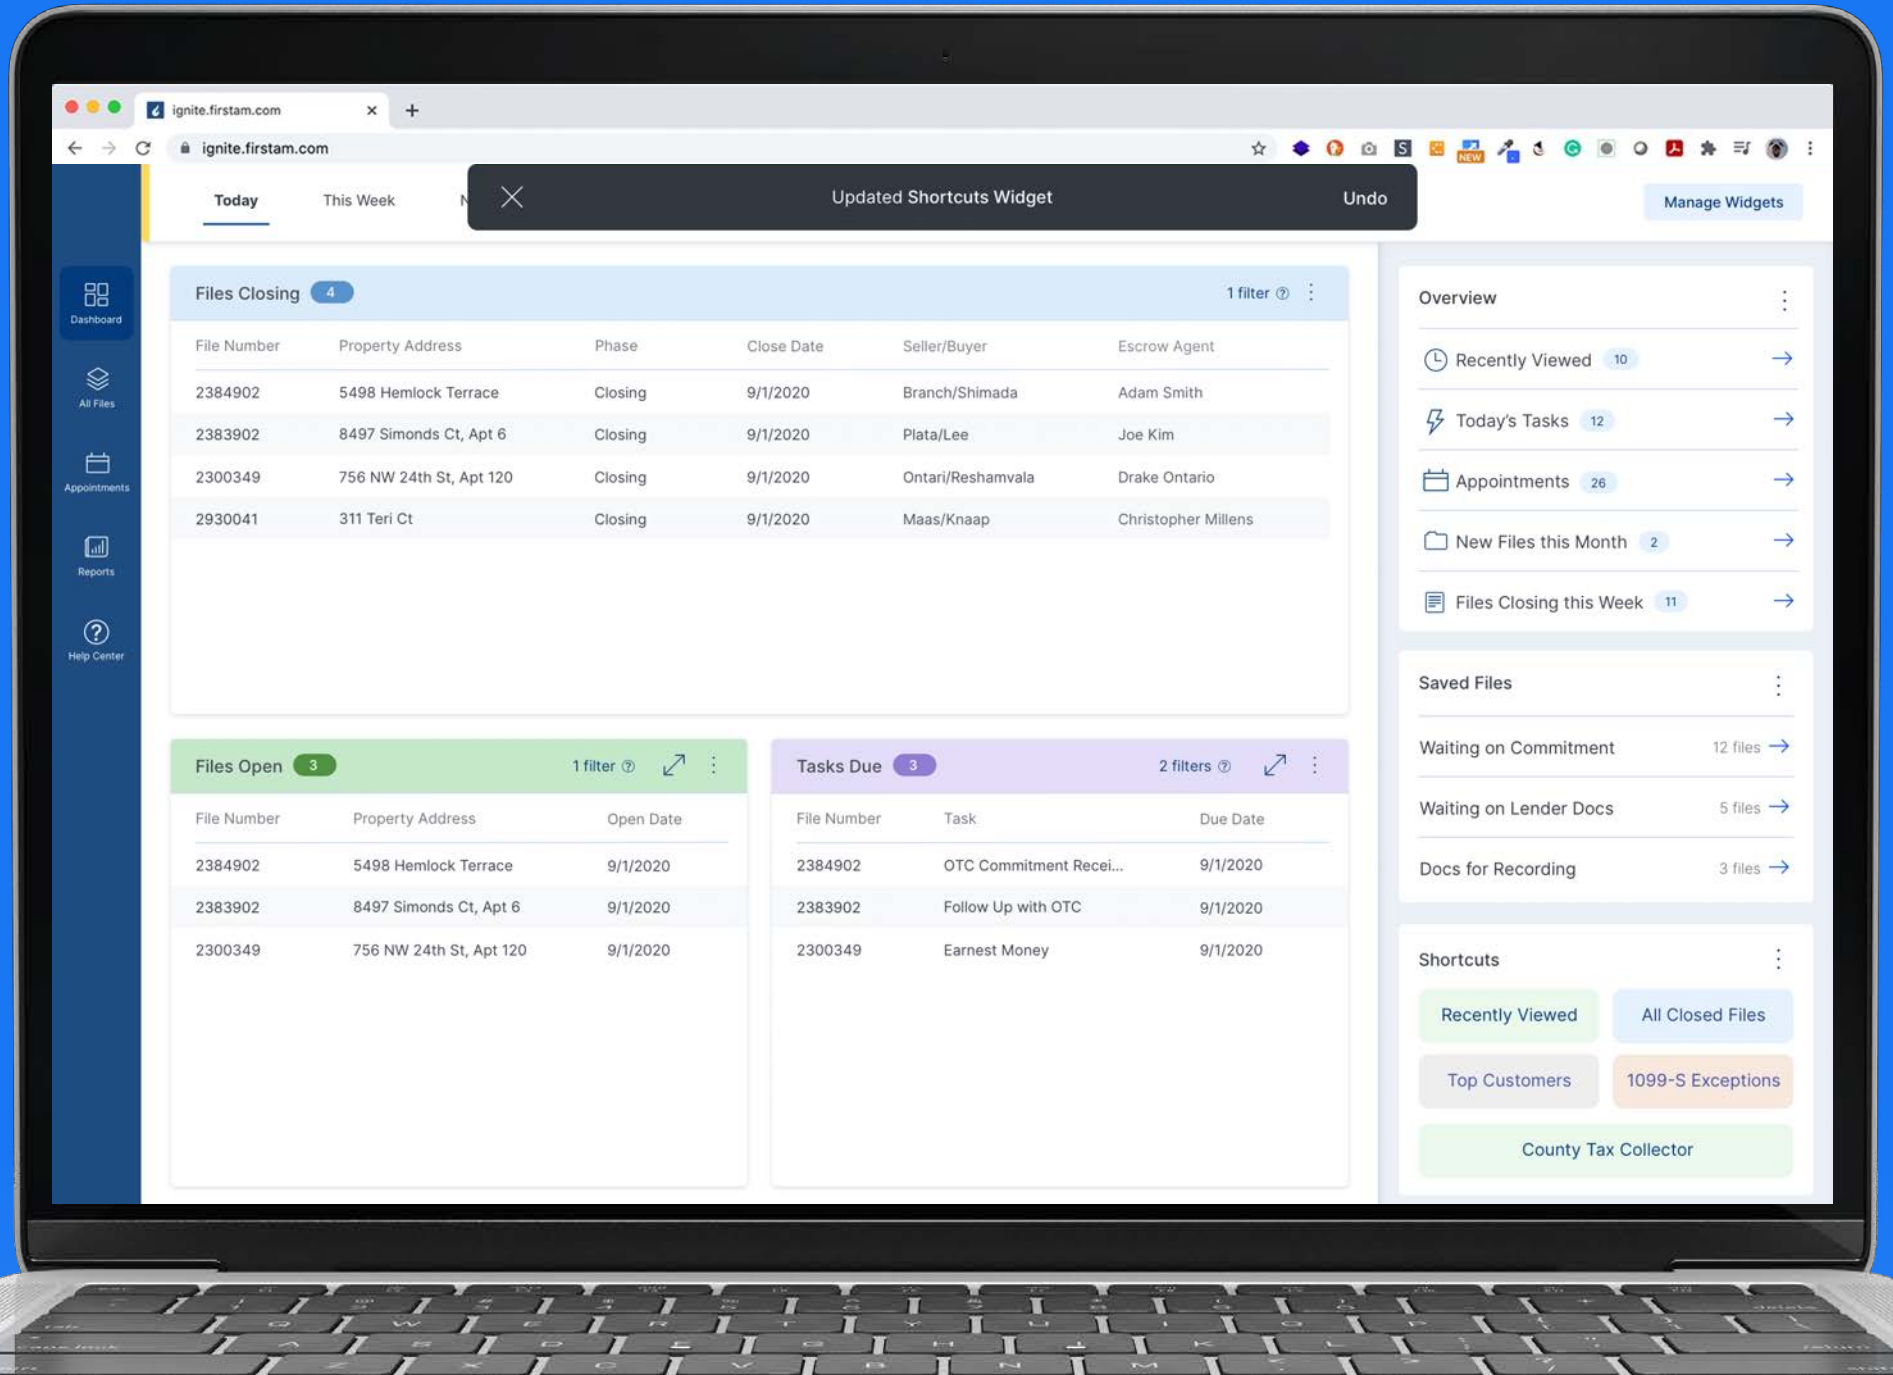 ignite.firstam.com
ignite.firstam.com
S
NEW
Today
This Week
N
Updated Shortcuts Widget
Undo
Manage Widgets
Dashboard
All Files
Appointments
Reports
Help Center
Files Closing 4
1 filter
File Number Property Address Phase Close Date Seller/Buyer Escrow Agent
2384902 5498 Hemlock Terrace Closing 9/1/2020 Branch/Shimada Adam Smith
2383902 8497 Simonds Ct, Apt 6 Closing 9/1/2020 Plata/Lee Joe Kim
2300349 756 NW 24th St, Apt 120 Closing 9/1/2020 Ontari/Reshamvala Drake Ontario
2930041 311 Teri Ct Closing 9/1/2020 Maas/Knaap Christopher Millens
Files Open 3
1 filter
File Number Property Address Open Date
2384902 5498 Hemlock Terrace 9/1/2020
2383902 8497 Simonds Ct, Apt 6 9/1/2020
2300349 756 NW 24th St, Apt 120 9/1/2020
Tasks Due 3
2 filters
File Number Task Due Date
2384902 OTC Commitment Recei... 9/1/2020
2383902 Follow Up with OTC 9/1/2020
2300349 Earnest Money 9/1/2020
Overview
Recently Viewed 10
Today's Tasks 12
Appointments 26
New Files this Month 2
Files Closing this Week 11
Saved Files
Waiting on Commitment 12 files
Waiting on Lender Docs 5 files
Docs for Recording 3 files
Shortcuts
Recently Viewed
All Closed Files
Top Customers
1099-S Exceptions
County Tax Collector